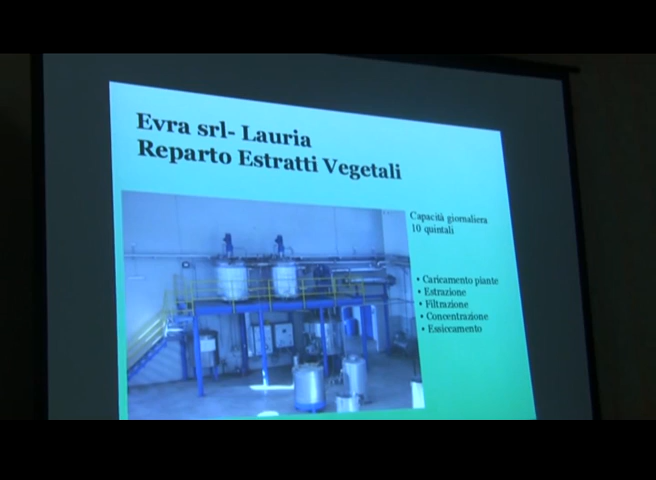 Evra srl- Lauria
Reparto Estratti Vegetali
Capacità giornaliera
10 quintali
• Caricamento piante
• Estrazione
• Filtrazione
• Concentrazione
• Essiccamento